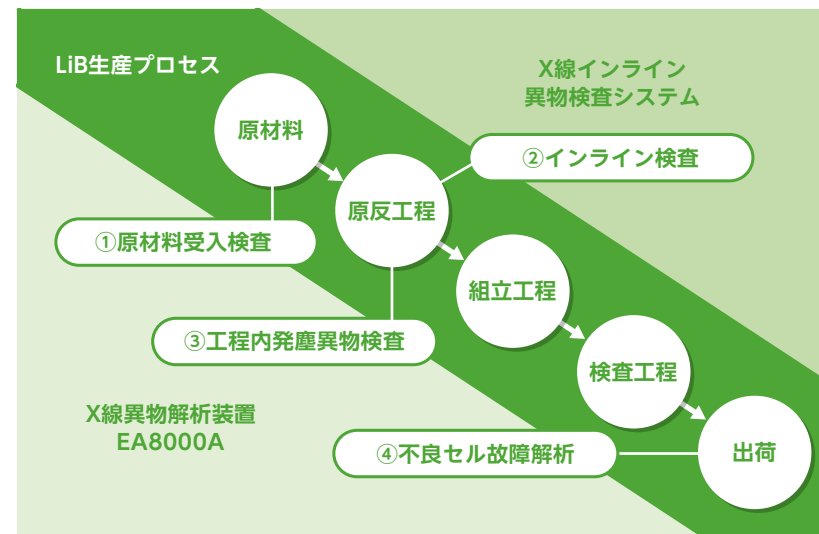 LiB生産プロセス
X線インライン
異物検査システム
原材料
②インライン検査
原反工程
①原材料受入検査
組立工程
③工程内発塵異物検査
検査工程
X線異物解析装置
EA8000A
④不良セル故障解析
出荷